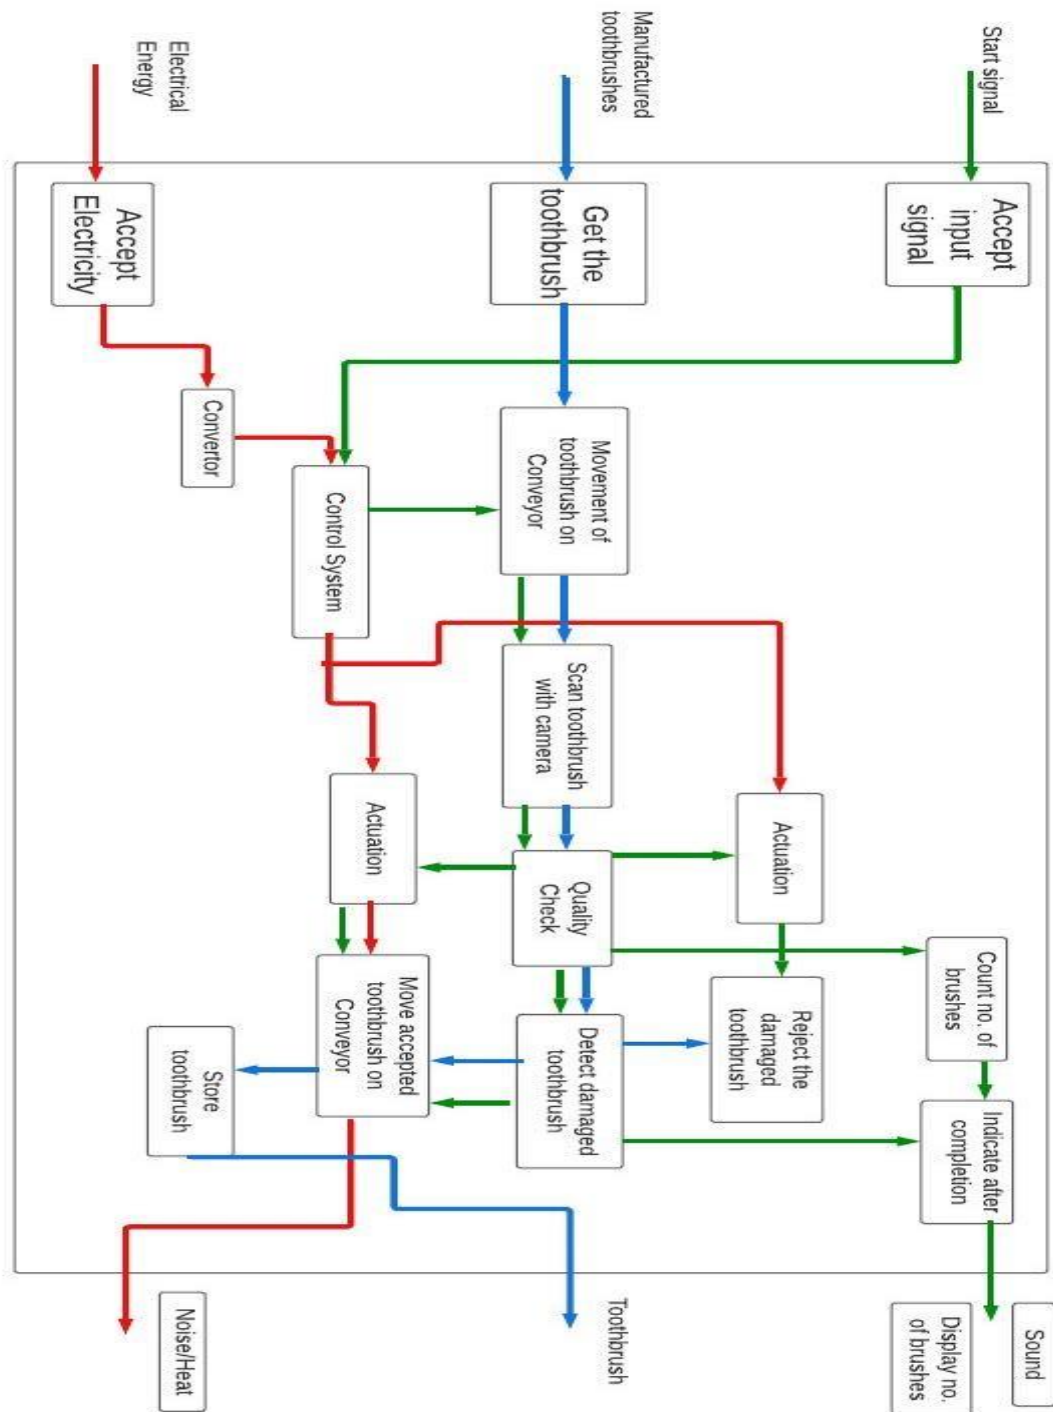 Start signal
Manufactured
toothbrushes
Electrical
Energy
Accept
input
signal
Get the
toothbrush
Accept
Electricity
Convertor
Movement of
toothbrush on
Conveyor
Control System
Scan toothbrush
with camera
Actuation
Actuation
Quality
Check
Count no. of
brushes
Reject the
damaged
toothbrush
Move accepted
toothbrush on
Conveyor
Detect damaged
toothbrush
Store
toothbrush
Indicate after
completion
Sound
Display no.
of brushes
Toothbrush
Noise/Heat